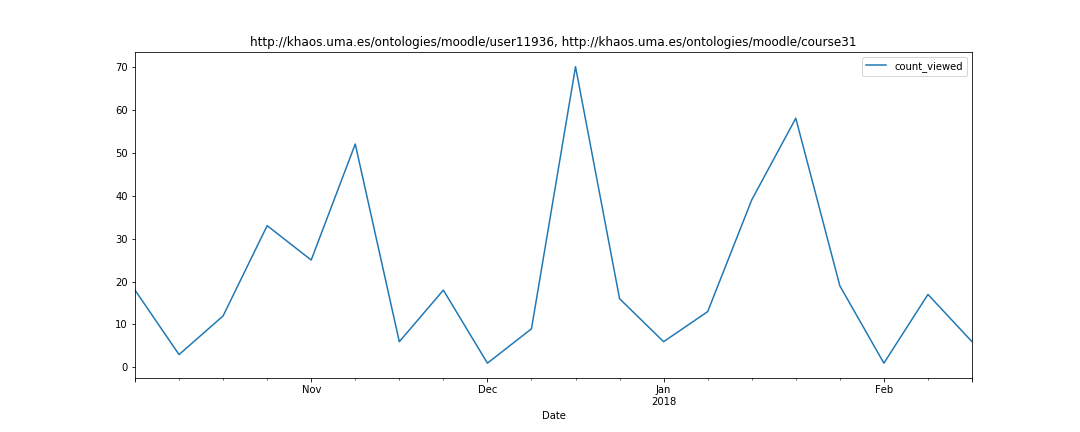 http://khaos.uma.es/ontologies/moodle/user11936, http://khaos.uma.es/ontologies/moodle/course31
count_viewed
70
60
50
40
30
20
10
0
Nov
Dec
Jan
2018
Feb
Date